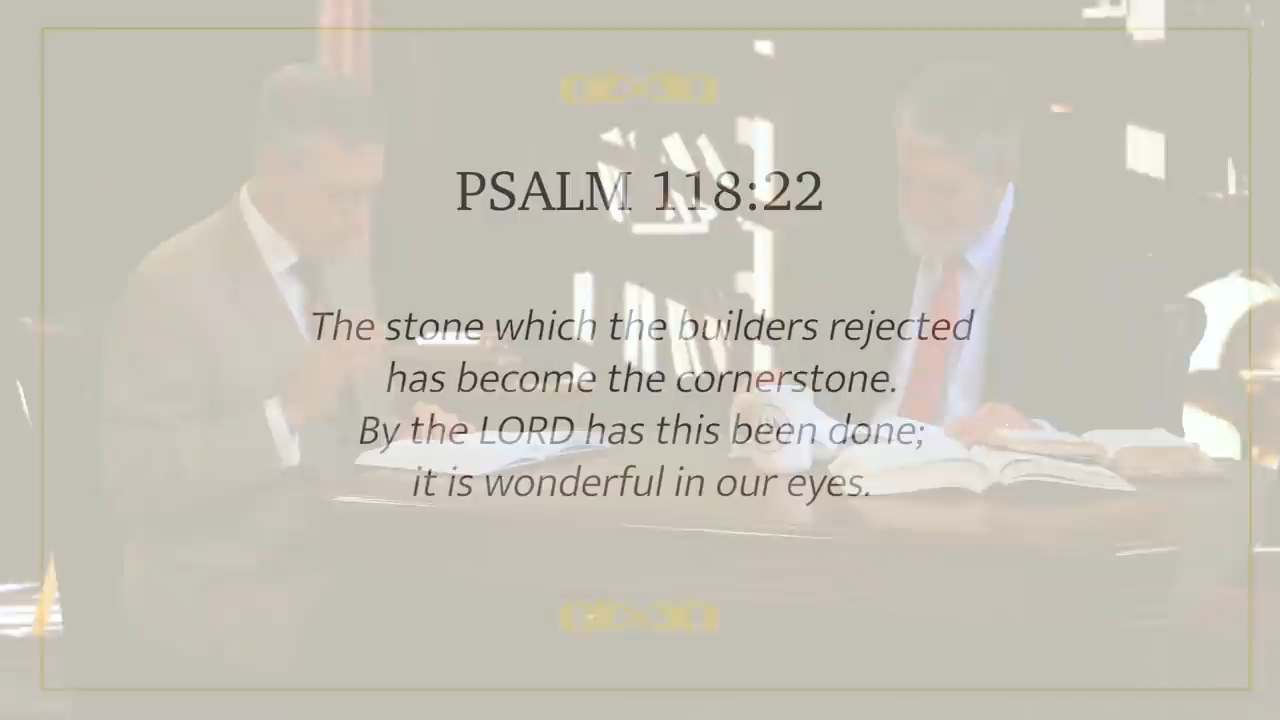 PSALM 118:22
The stone which the builders rejected
has become the cornerstone.
By the LORD has this been done;
it is wonderful in our eyes.